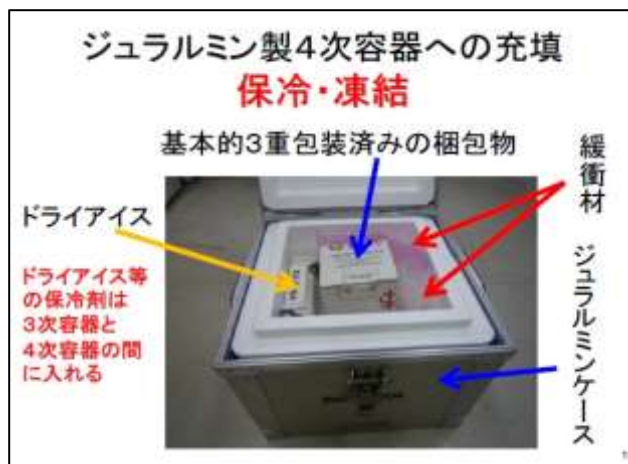 ジュラルミン製４次容器への充填
保冷・凍結
基本的３重包装済みの梱包物
緩衝材
ドライアイス
ドライアイス等
の保冷剤は
３次容器と
４次容器の間
に入れる
ジュラルミンケース